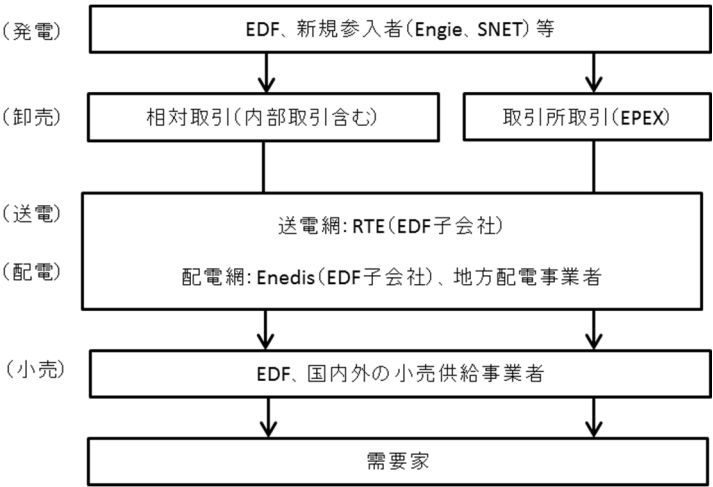 (発電)
EDF、新規参入者(Engie、SNET)等
(卸売)
相対取引(内部取引含む)
取引所取引(EPEX)
(送電)
送電網:RTE(EDF子会社)
(配電)
配電網:Enedis(EDF子会社)、地方配電事業者
(小売)
EDF、国内外の小売供給事業者
需要家